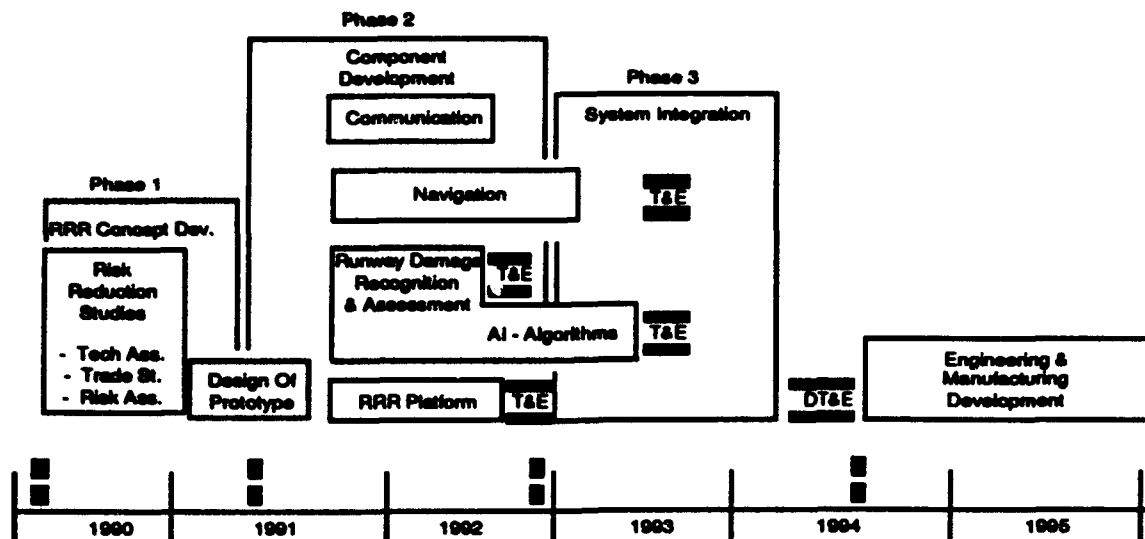 Phase 2
Component
Development
Communication
Phase 3
System Integration
Navigation
T&E
Phase 1
RRR Concept Dev.
Risk
Reduction
Studies
- Tech Ass.
- Trade St.
- Risk Ass.
Runway Damage
Recognition
& Assessment
T&E
AI - Algorithms
T&E
Design Of
Prototype
RRR Platform
T&E
DT&E
Engineering &
Manufacturing
Development
1990
1991
1992
1993
1994
1995